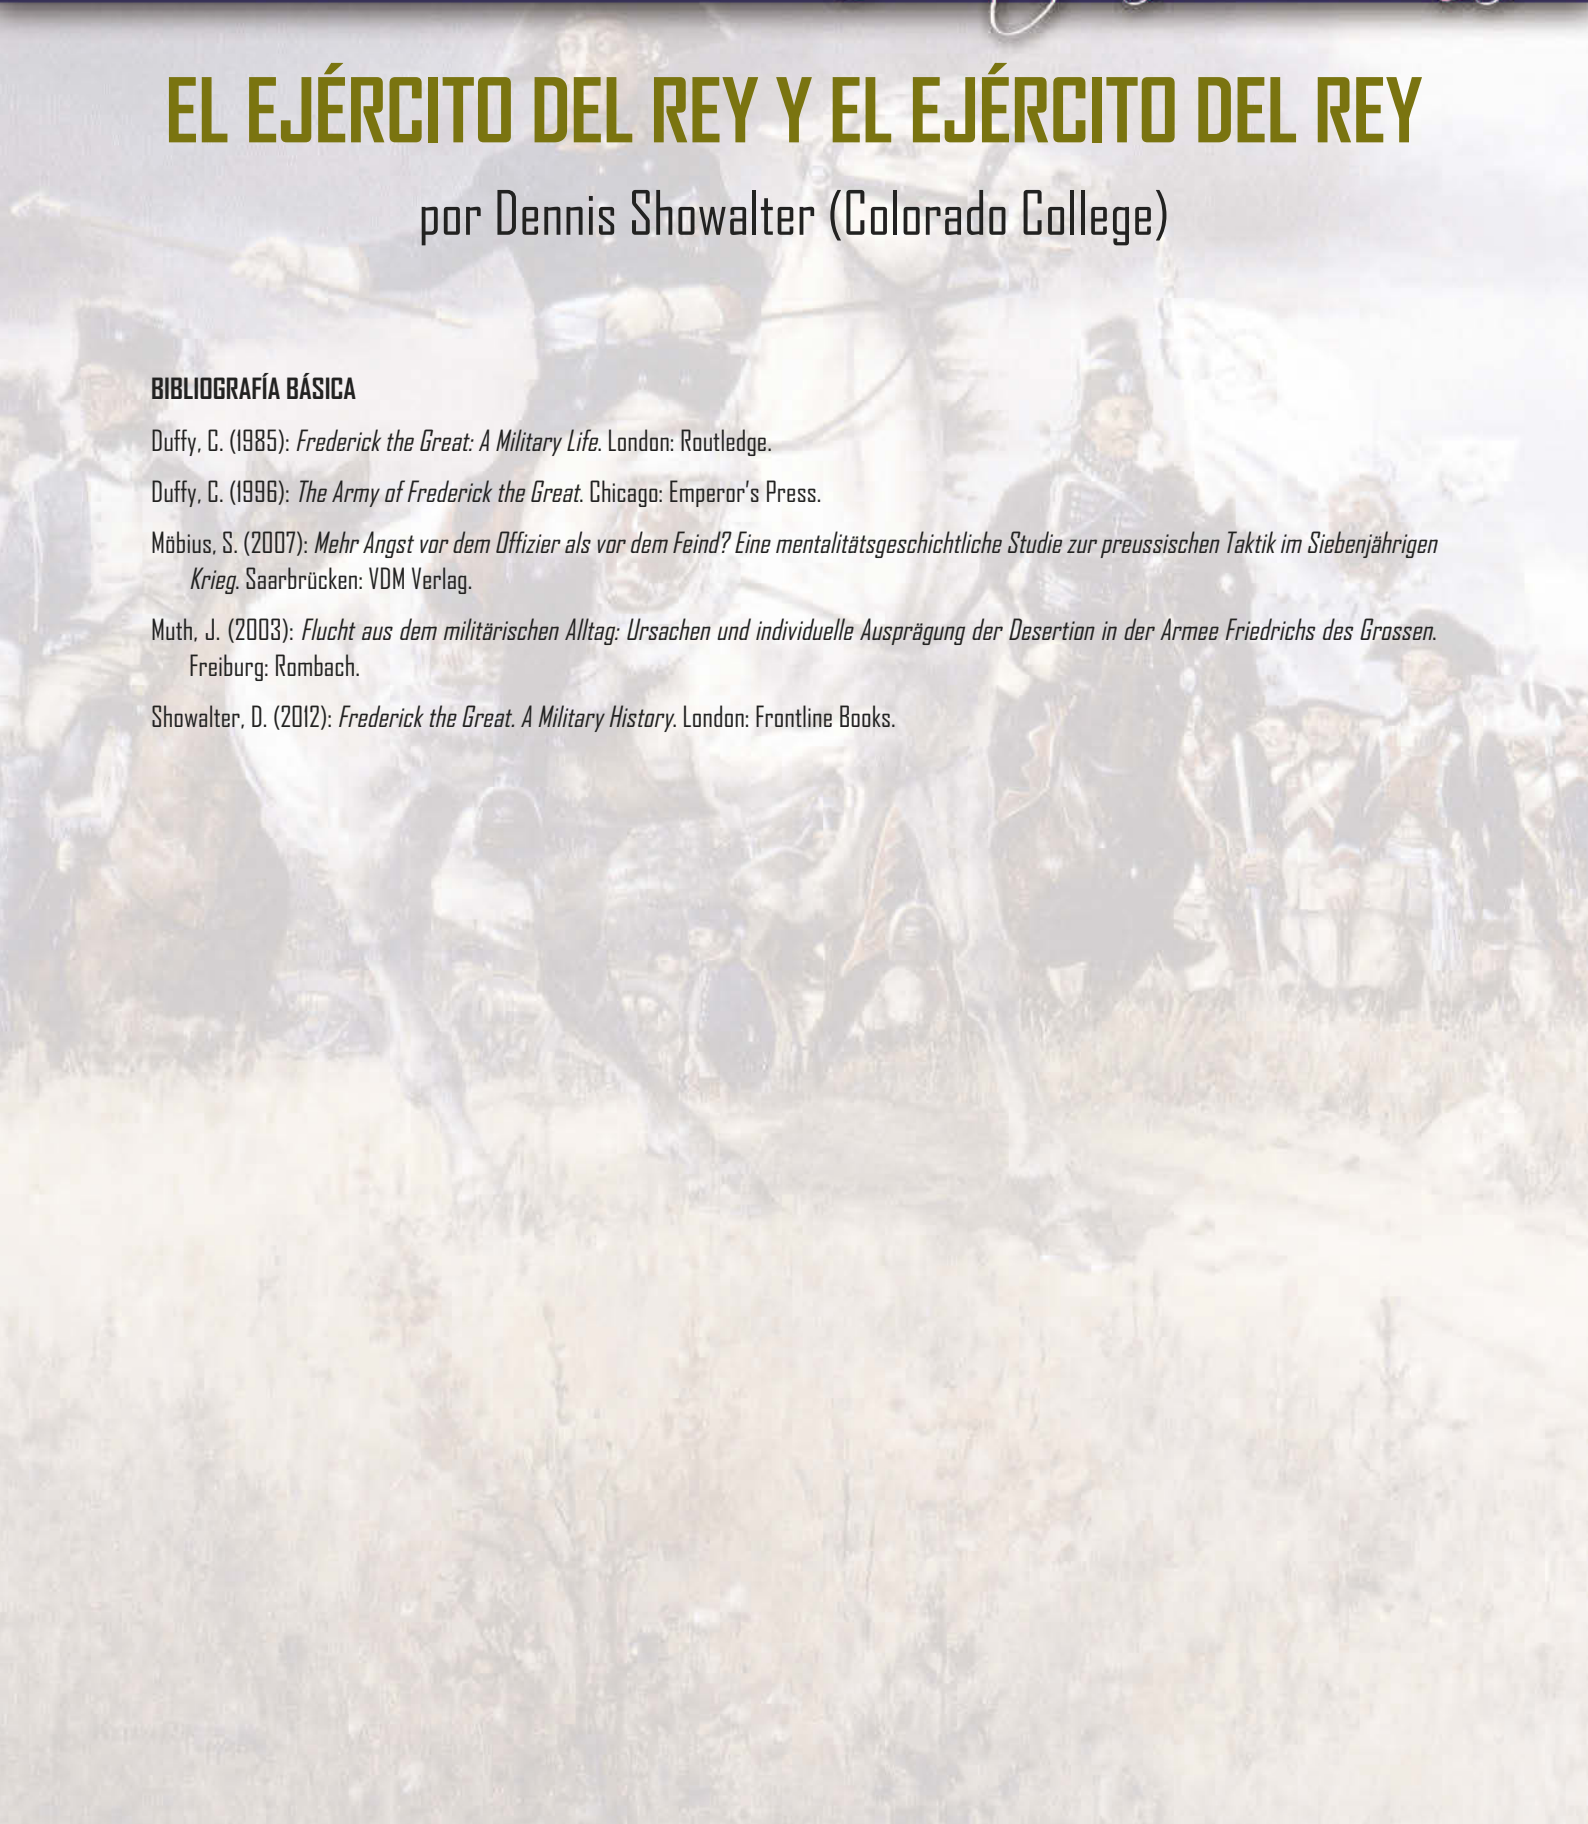 EL EJÉRCITO DEL REY Y EL EJÉRCITO DEL REY
por Dennis Showalter (Colorado College)
BIBLIOGRAFÍA BÁSICA
Duffy, C. (1985): Frederick the Great: A Military Life. London: Routledge.
Duffy, C. (1996): The Army of Frederick the Great. Chicago: Emperor's Press.
Möbius, S. (2007): Mehr Angst vor dem Offizier als vor dem Feind? Eine mentalitätsgeschichtliche Studie zur preussischen Taktik im Siebenjährigen
Krieg. Saarbrücken: VDM Verlag.
Muth, J. (2003): Flucht aus dem militärischen Alltag: Ursachen und individuelle Ausprägung der Desertion in der Armee Friedrichs des Grossen.
Freiburg: Rombach.
Showalter, D. (2012): Frederick the Great. A Military History. London: Frontline Books.